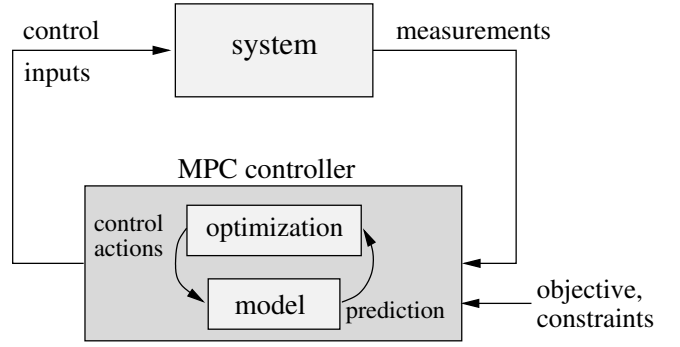 control
inputs
system
measurements
MPC controller
control
actions
optimization
model
prediction
objective,
constraints